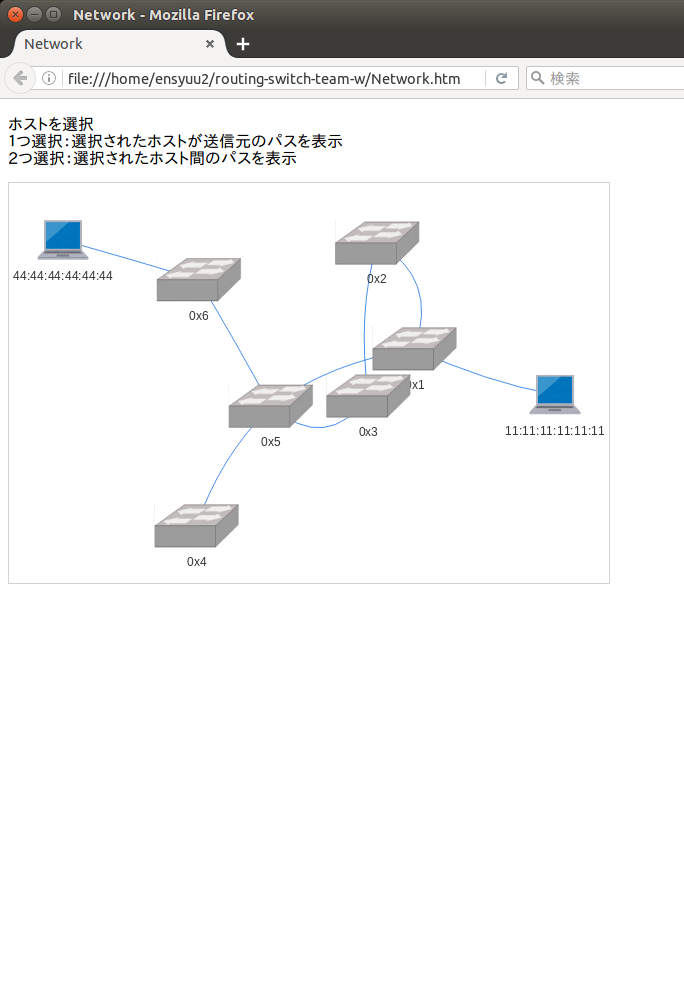 Network - Mozilla Firefox
Network
file:///home/ensyuu2/routing-switch-team-w/Network.htm
検索
ホストを選択
1つ選択：選択されたホストが送信元のパスを表示
2つ選択：選択されたホスト間のパスを表示
44:44:44:44:44:44
0x6
0x2
0x1
11:11:11:11:11:11
0x5
0x3
0x4